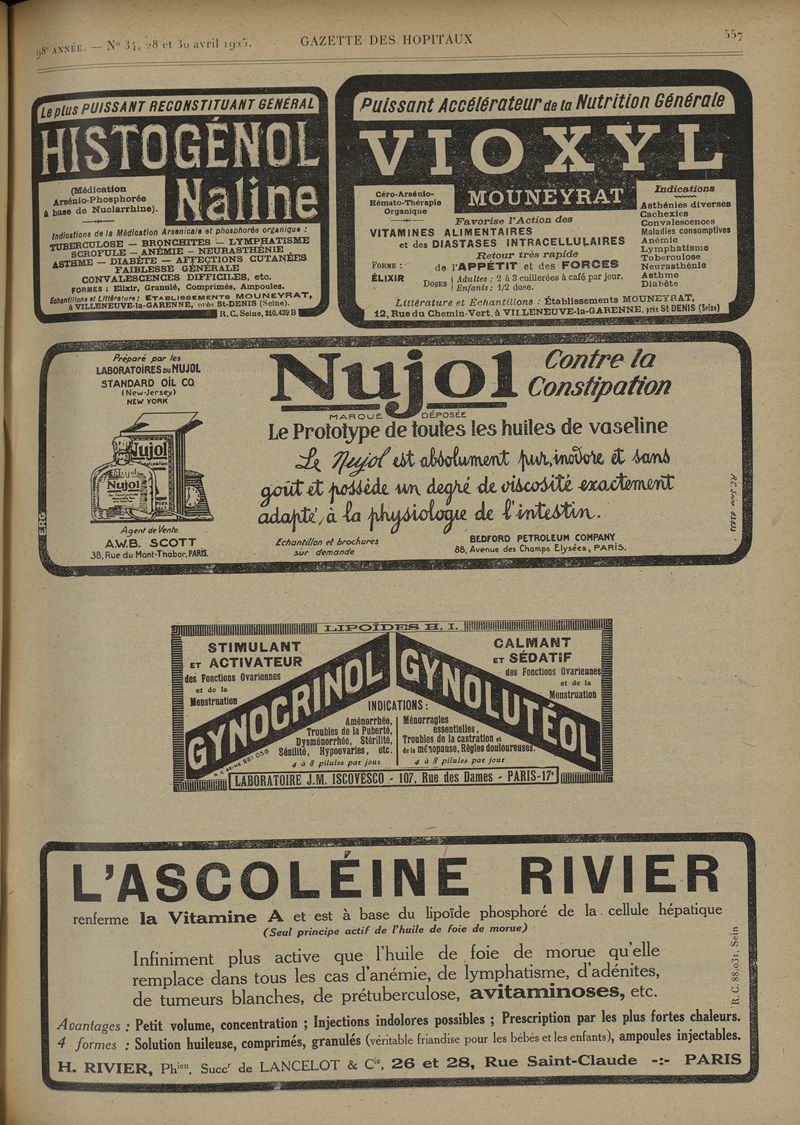 98e ANNÉE. — No 34, 28 et 30 avril 1925.
GAZETTE DES HOPITAUX
557
Le plus PUISSANT RECONSTITUANT GÉNÉRAL
HISTOGÉNOL
Naline
(Médication
Arsénio-Phosphorée
à base de Nuclarrhine).
Indications de la Médication Arsenicale et phosphorée organique :
TUBERCULOSE — BRONCHITES — LYMPHATISME
SCROFULE — ANÉMIE — NEURASTHÉNIE
ASTHME — DIABÈTE — AFFECTIONS CUTANÉES
FAIBLESSE GÉNÉRALE
CONVALESCENCES DIFFICILES, etc.
FORMES : Elixir, Granulé, Comprimés, Ampoules.
Echantillons et Littérature : ETABLISSEMENTS MOUNEYRAT,
à VILLENEUVE-la-GARENNE, près St-DENIS (Seine).
R. C. Seine, 210.439 B
Puissant Accélérateur de la Nutrition Générale
VIOXYL
MOUNEYRAT
Céro-Arsénio-
Hémato-Thérapie
Organique
Favorise l'Action des
VITAMINES ALIMENTAIRES
et des DIASTASES INTRACELLULAIRES
Retour très rapide
de l'APPÉTIT et des FORCES
FORME :
ÉLIXIR
DOSES
Adultes : 2 à 3 cuillerées à café par jour.
Enfants : 1/2 dose.
Indications
Asthénies diverses
Cachexies
Convalescences
Maladies consomptives
Anémie
Lymphatisme
Tuberculose
Neurasthénie
Asthme
Diabète
Littérature et Échantillons : Établissements MOUNEYRAT,
12, Rue du Chemin-Vert, à VILLENEUVE-la-GARENNE, près St-DENIS (Seine)
Préparé par les
LABORATOIRES DU NUJOL
STANDARD OIL CO.
(New-Jersey)
NEW YORK
Nujol
Nujol
Agent de Vente
A.W.B. SCOTT
38, Rue du Mont-Thabor, PARIS.
ERG
Nujol
MARQUE DÉPOSÉE
Contre la
Constipation
Le Prototype de toutes les huiles de vaseline
Le Nujol est absolument pur, inodore et sans
goût et possède un degré de viscosité exactement
adapté, à la physiologie de l'intestin.
Échantillon et brochures
sur demande
BEDFORD PETROLEUM COMPANY
88, Avenue des Champs Elysées, PARIS.
LIPOÏDES H. I.
STIMULANT
ET ACTIVATEUR
des Fonctions Ovariennes
et de la
Menstruation
GYNOCRINOL
R. C. SEINE 281 056
CALMANT
ET SÉDATIF
des Fonctions Ovariennes
et de la
Menstruation
GYNOLUTÉOL
INDICATIONS :
Aménorrhée,
Troubles de la Puberté,
Dysménorrhée, Stérilité,
Sénilité, Hypoovaries, etc.
4 à 8 pilules par jour
Ménorragies
essentielles,
Troubles de la castration et
de la ménopause, Règles douloureuses.
4 à 8 pilules par jour
LABORATOIRE J.M. ISCOVESCO - 107, Rue des Dames - PARIS-17e
L'ASCOLÉINE RIVIER
renferme la Vitamine A et est à base du lipoïde phosphoré de la cellule hépatique
(Seul principe actif de l'huile de foie de morue)
Infiniment plus active que l'huile de foie de morue qu'elle
remplace dans tous les cas d'anémie, de lymphatisme, d'adénites,
de tumeurs blanches, de prétuberculose, avitaminoses, etc.
R. C. 88.031, Sein
Avantages : Petit volume, concentration ; Injections indolores possibles ; Prescription par les plus fortes chaleurs.
4 formes : Solution huileuse, comprimés, granulés (véritable friandise pour les bébés et les enfants), ampoules injectables.
H. RIVIER, Phien, Succr de LANCELOT & Cie, 26 et 28, Rue Saint-Claude -:- PARIS